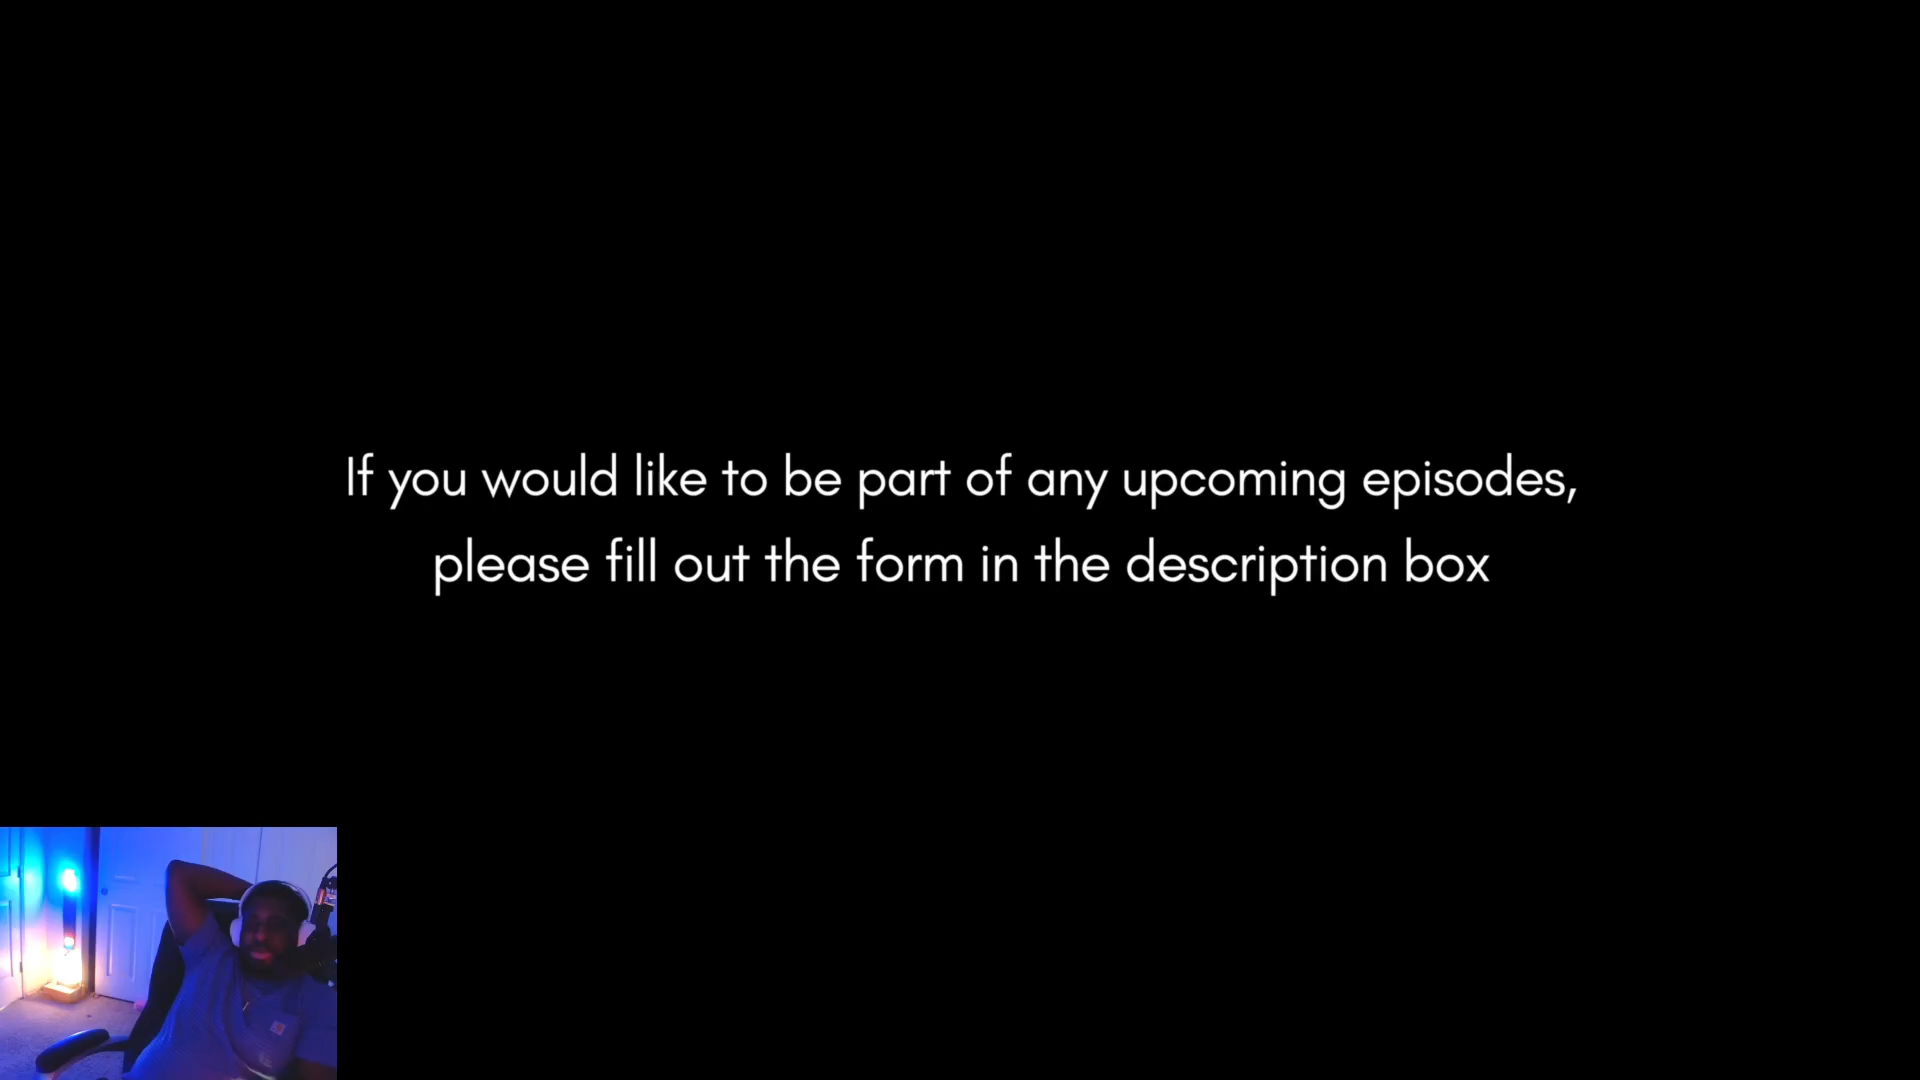 If you would like to be part of any upcoming episodes,
please fill out the form in the description box